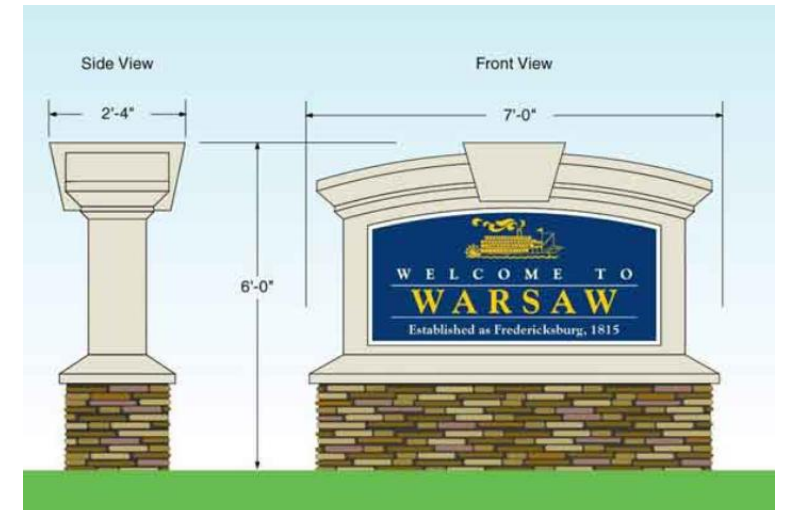 Side View
Front View
2'-4"
7'-0"
6'-0"
WELCOME TO
WARSAW
Established as Fredericksburg, 1815